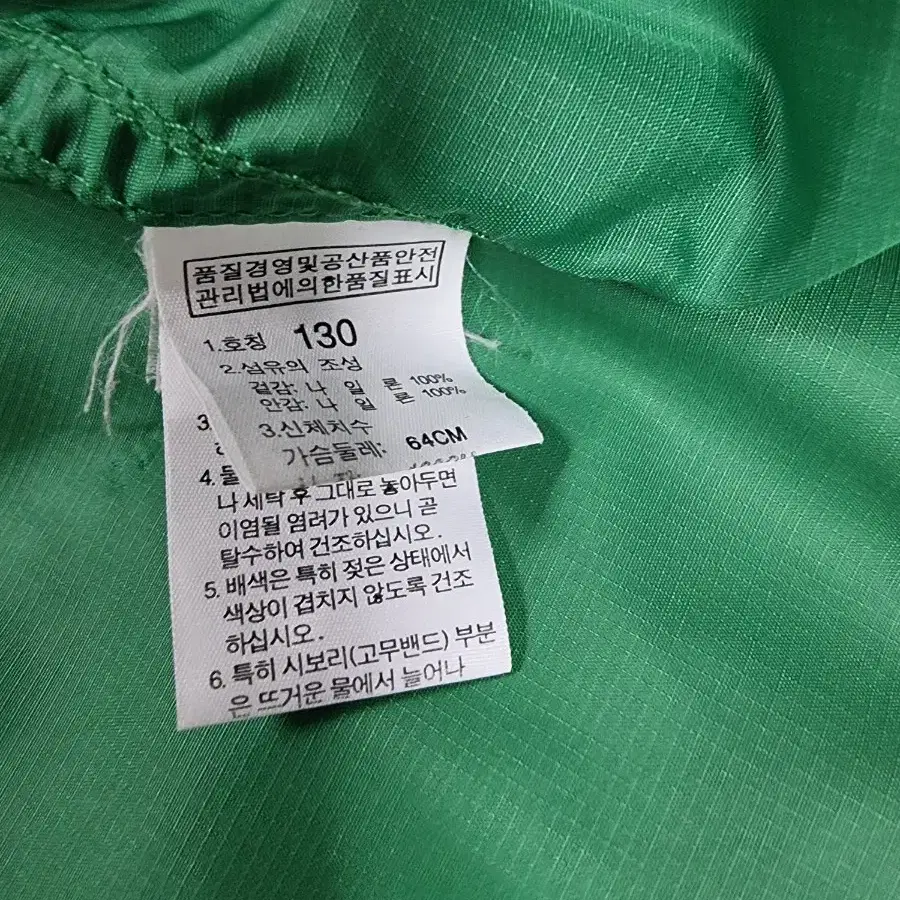 품질경영및공산품안전
관리법에의한품질표시
1.호칭 130
2.섬유의 조성
겉감: 나 일 론 100%
안감: 나 일 론 100%
3.신체치수
가슴둘레: 64CM
3.
4. 물
나 세탁 후 그대로 놓아두면
이염될 염려가 있으니 곧
탈수하여 건조하십시오.
5. 배색은 특히 젖은 상태에서
색상이 겹치지 않도록 건조
하십시오.
6. 특히 시보리(고무밴드) 부분
은 뜨거운 물에서 늘어나